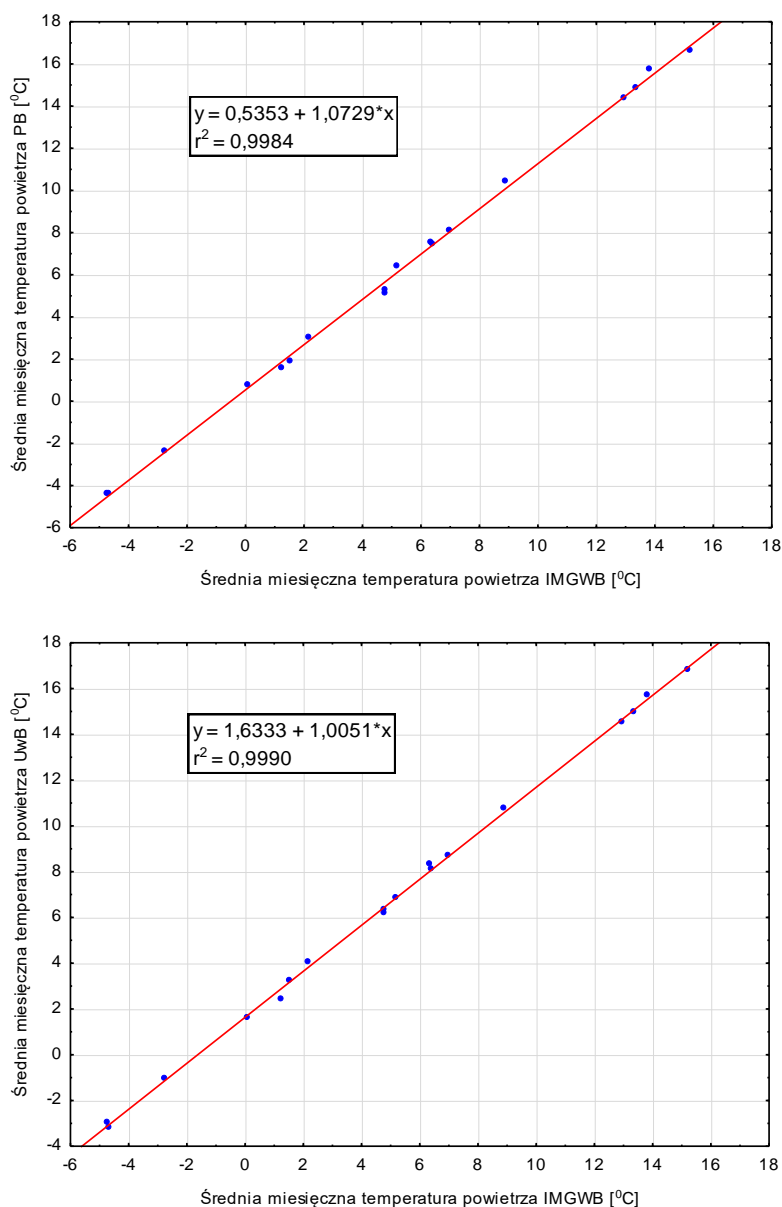 18
16
14
12
10
8
6
4
2
0
-2
-4
-6
Średnia miesięczna temperatura powietrza PB [⁰C]
y = 0,5353 + 1,0729*x
r² = 0,9984
-6 -4 -2 0 2 4 6 8 10 12 14 16 18
Średnia miesięczna temperatura powietrza IMGWB [⁰C]
18
16
14
12
10
8
6
4
2
0
-2
-4
Średnia miesięczna temperatura powietrza UwB [⁰C]
y = 1,6333 + 1,0051*x
r² = 0,9990
-6 -4 -2 0 2 4 6 8 10 12 14 16 18
Średnia miesięczna temperatura powietrza IMGWB [⁰C]